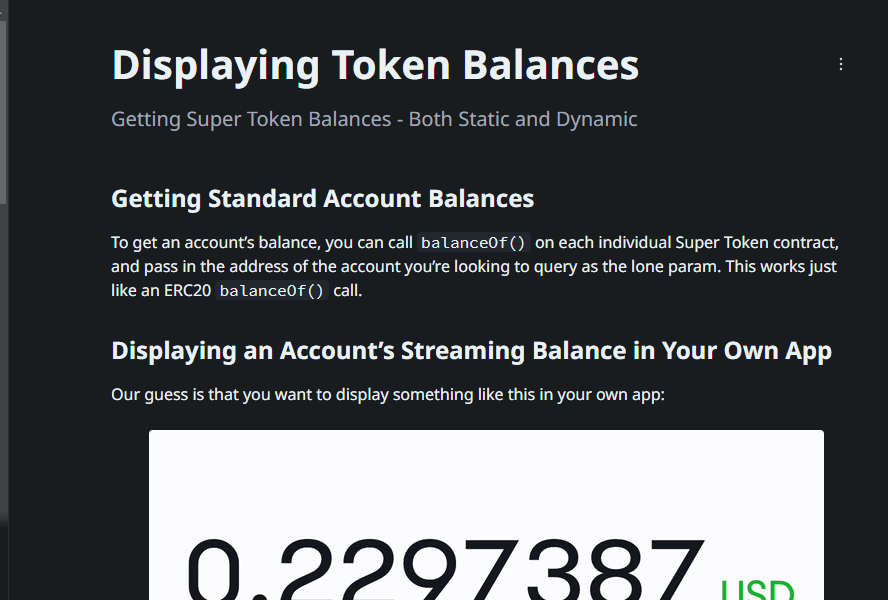 Displaying Token Balances
Getting Super Token Balances - Both Static and Dynamic
Getting Standard Account Balances
To get an account’s balance, you can call balanceOf() on each individual Super Token contract,
and pass in the address of the account you’re looking to query as the lone param. This works just
like an ERC20 balanceOf() call.
Displaying an Account’s Streaming Balance in Your Own App
Our guess is that you want to display something like this in your own app:
0.2297387 USD